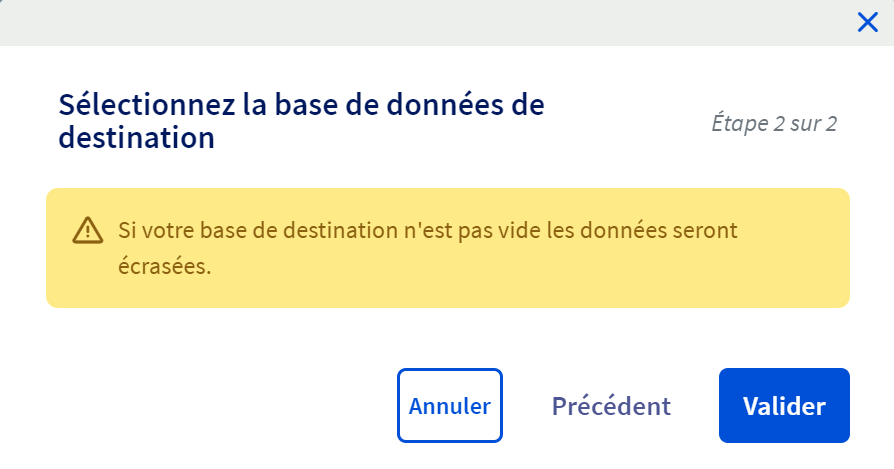 Sélectionnez la base de données de
destination
Étape 2 sur 2
Si votre base de destination n'est pas vide les données seront
écrasées.
Annuler
Précédent
Valider